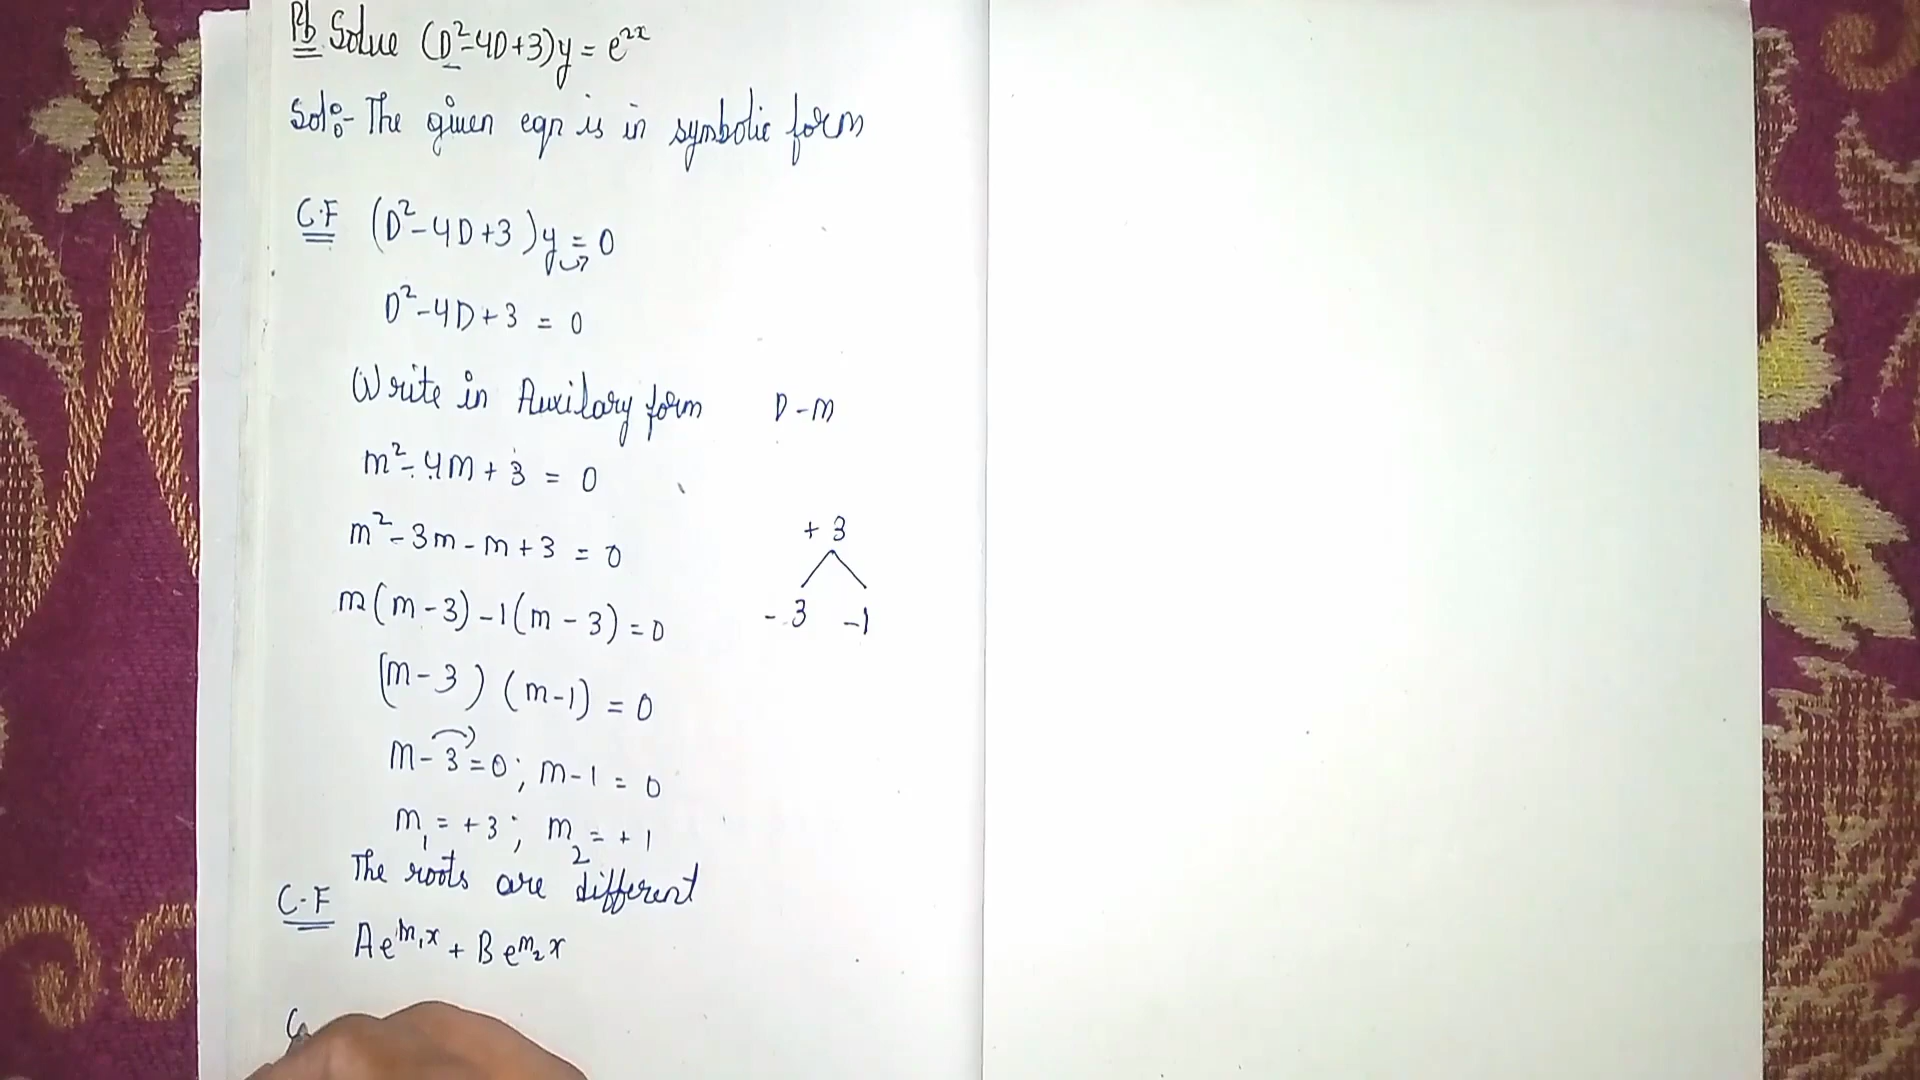 Pb Solve (D²-4D+3)y = e²ˣ
Sol:- The given eqn is in symbolic form
C.F (D²-4D+3)y = 0
D²-4D+3 = 0
Write in Auxilary form D-m
m²-4m+3 = 0
m²-3m-m+3 = 0
+3
m(m-3)-1(m-3)=0
-3 -1
(m-3) (m-1) = 0
m-3=0; m-1 = 0
m₁ = +3; m₂ = +1
The roots are different
C-F
Ae^m₁x + Be^m₂x